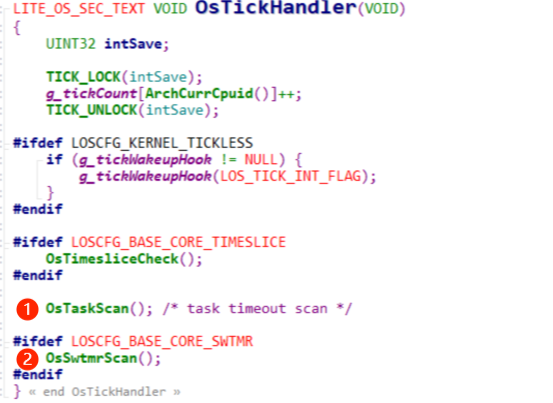 LITE_OS_SEC_TEXT VOID OsTickHandler(VOID)
{
UINT32 intSave;
TICK_LOCK(intSave);
g_tickCount[ArchCurrCpuid()]++;
TICK_UNLOCK(intSave);
#ifdef LOSCFG_KERNEL_TICKLESS
if (g_tickWakeupHook != NULL) {
g_tickWakeupHook(LOS_TICK_INT_FLAG);
}
#endif
#ifdef LOSCFG_BASE_CORE_TIMESLICE
OsTimesliceCheck();
#endif
1 OsTaskScan(); /* task timeout scan */
#ifdef LOSCFG_BASE_CORE_SWTMR
2 OsSwtmrScan();
#endif
} « end OsTickHandler »